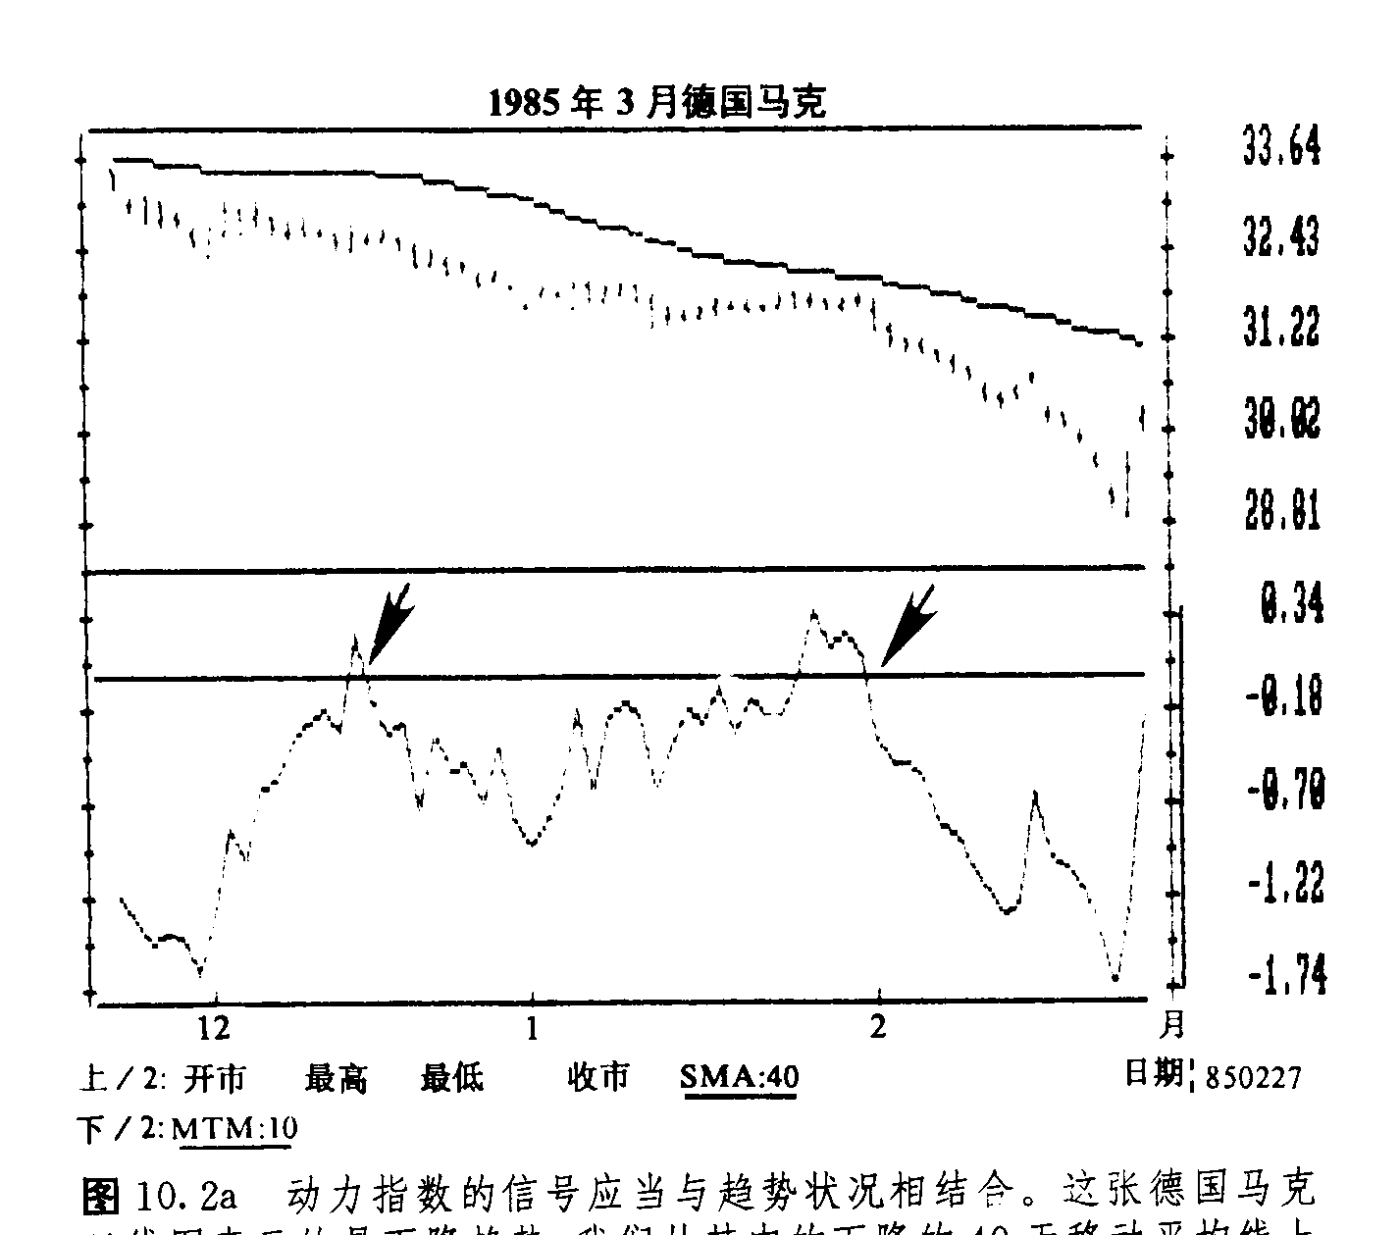 1985 年 3 月德国马克
33.64
32.43
31.22
30.02
28.81
0.34
-0.18
-0.70
-1.22
-1.74
12 1 2 月
上/2: 开市 最高 最低 收市 SMA:40 日期: 850227
下/2:MTM:10
图 10.2a 动力指数的信号应当与趋势状况相结合。这张德国马克